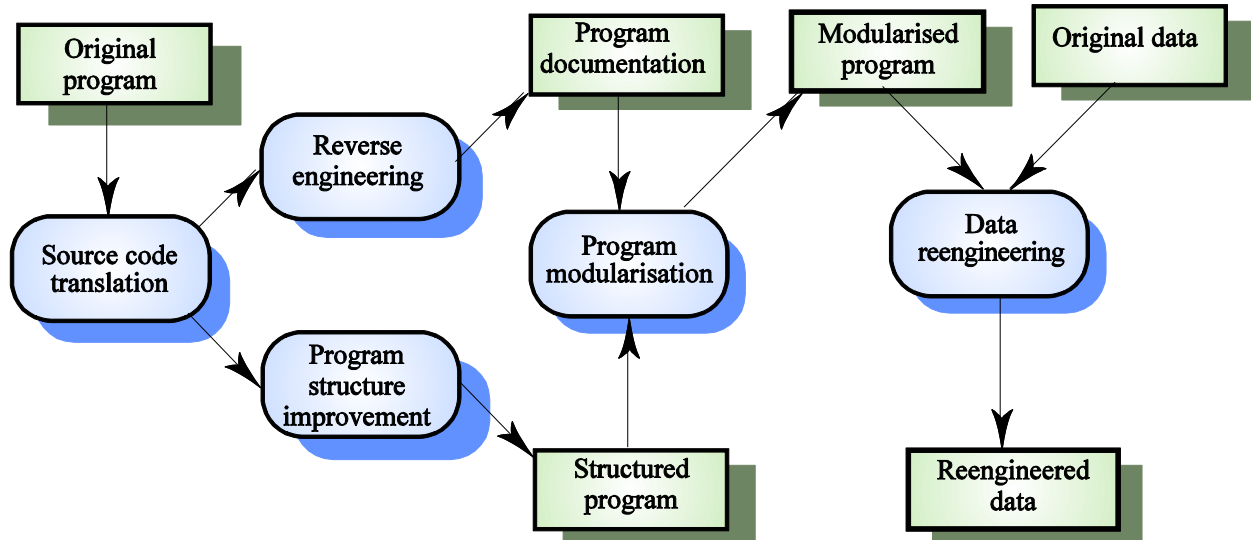 Original
program
Program
documentation
Modularised
program
Original data
Reverse
engineering
Source code
translation
Program
modularisation
Data
reengineering
Program
structure
improvement
Structured
program
Reengineered
data